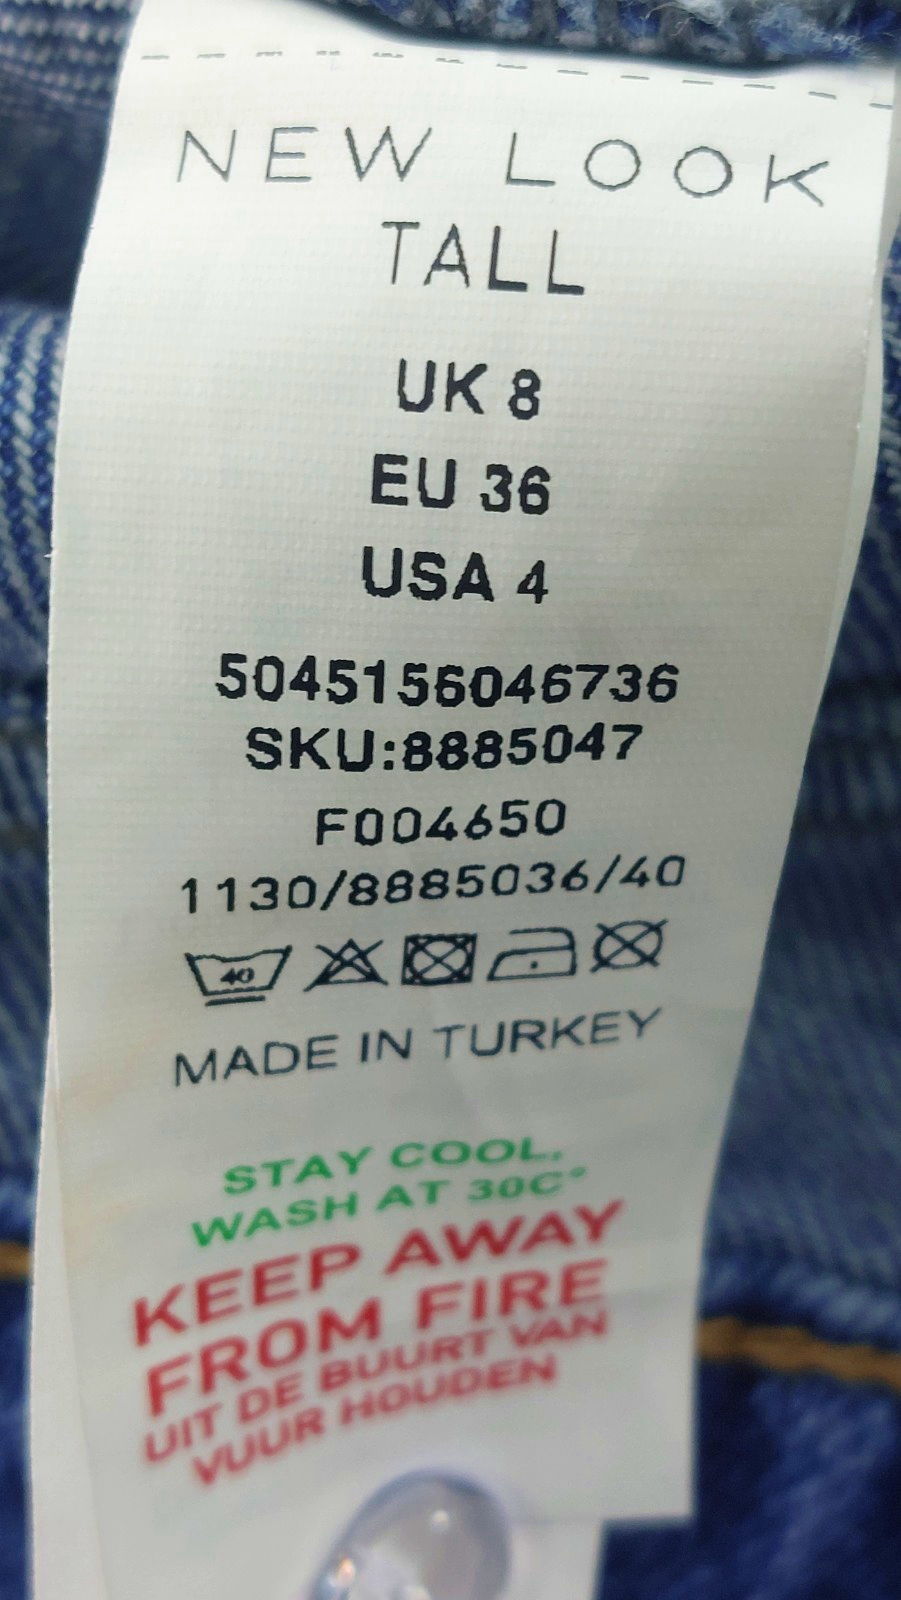 NEW LOOK
TALL
UK 8
EU 36
USA 4
5045156046736
SKU:8885047
F004650
1130/8885036/40
40
MADE IN TURKEY
STAY COOL,
WASH AT 30C°
KEEP AWAY
FROM FIRE
UIT DE BUURT VAN
VUUR HOUDEN